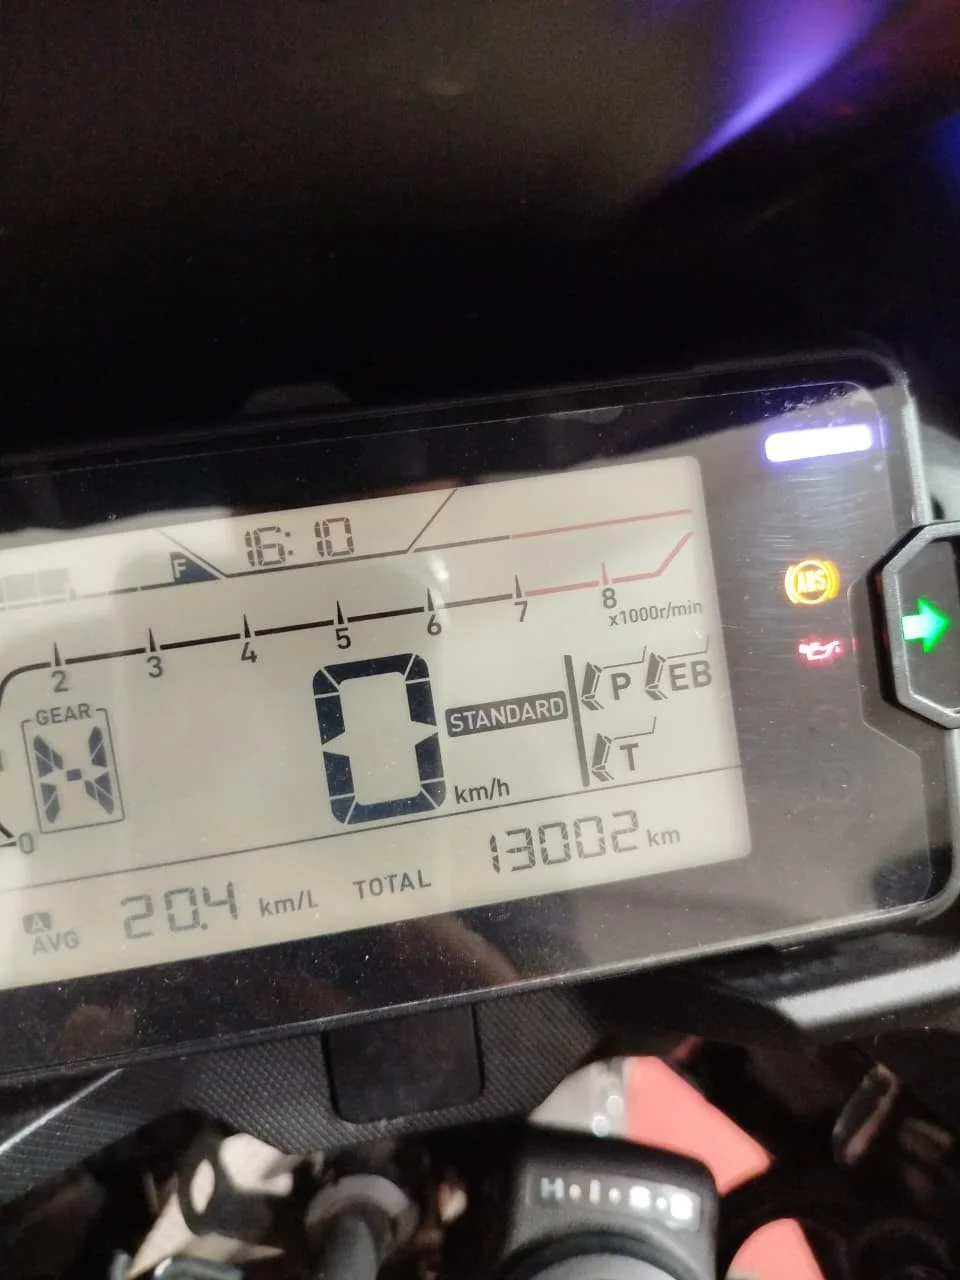 F 16:10
2 3 4 5 6 7 8
x1000r/min
GEAR
N
0
STANDARD
P EB
T
0 km/h
A
AVG 20.4 km/L TOTAL 13002 km
ABS
H·I·S·S